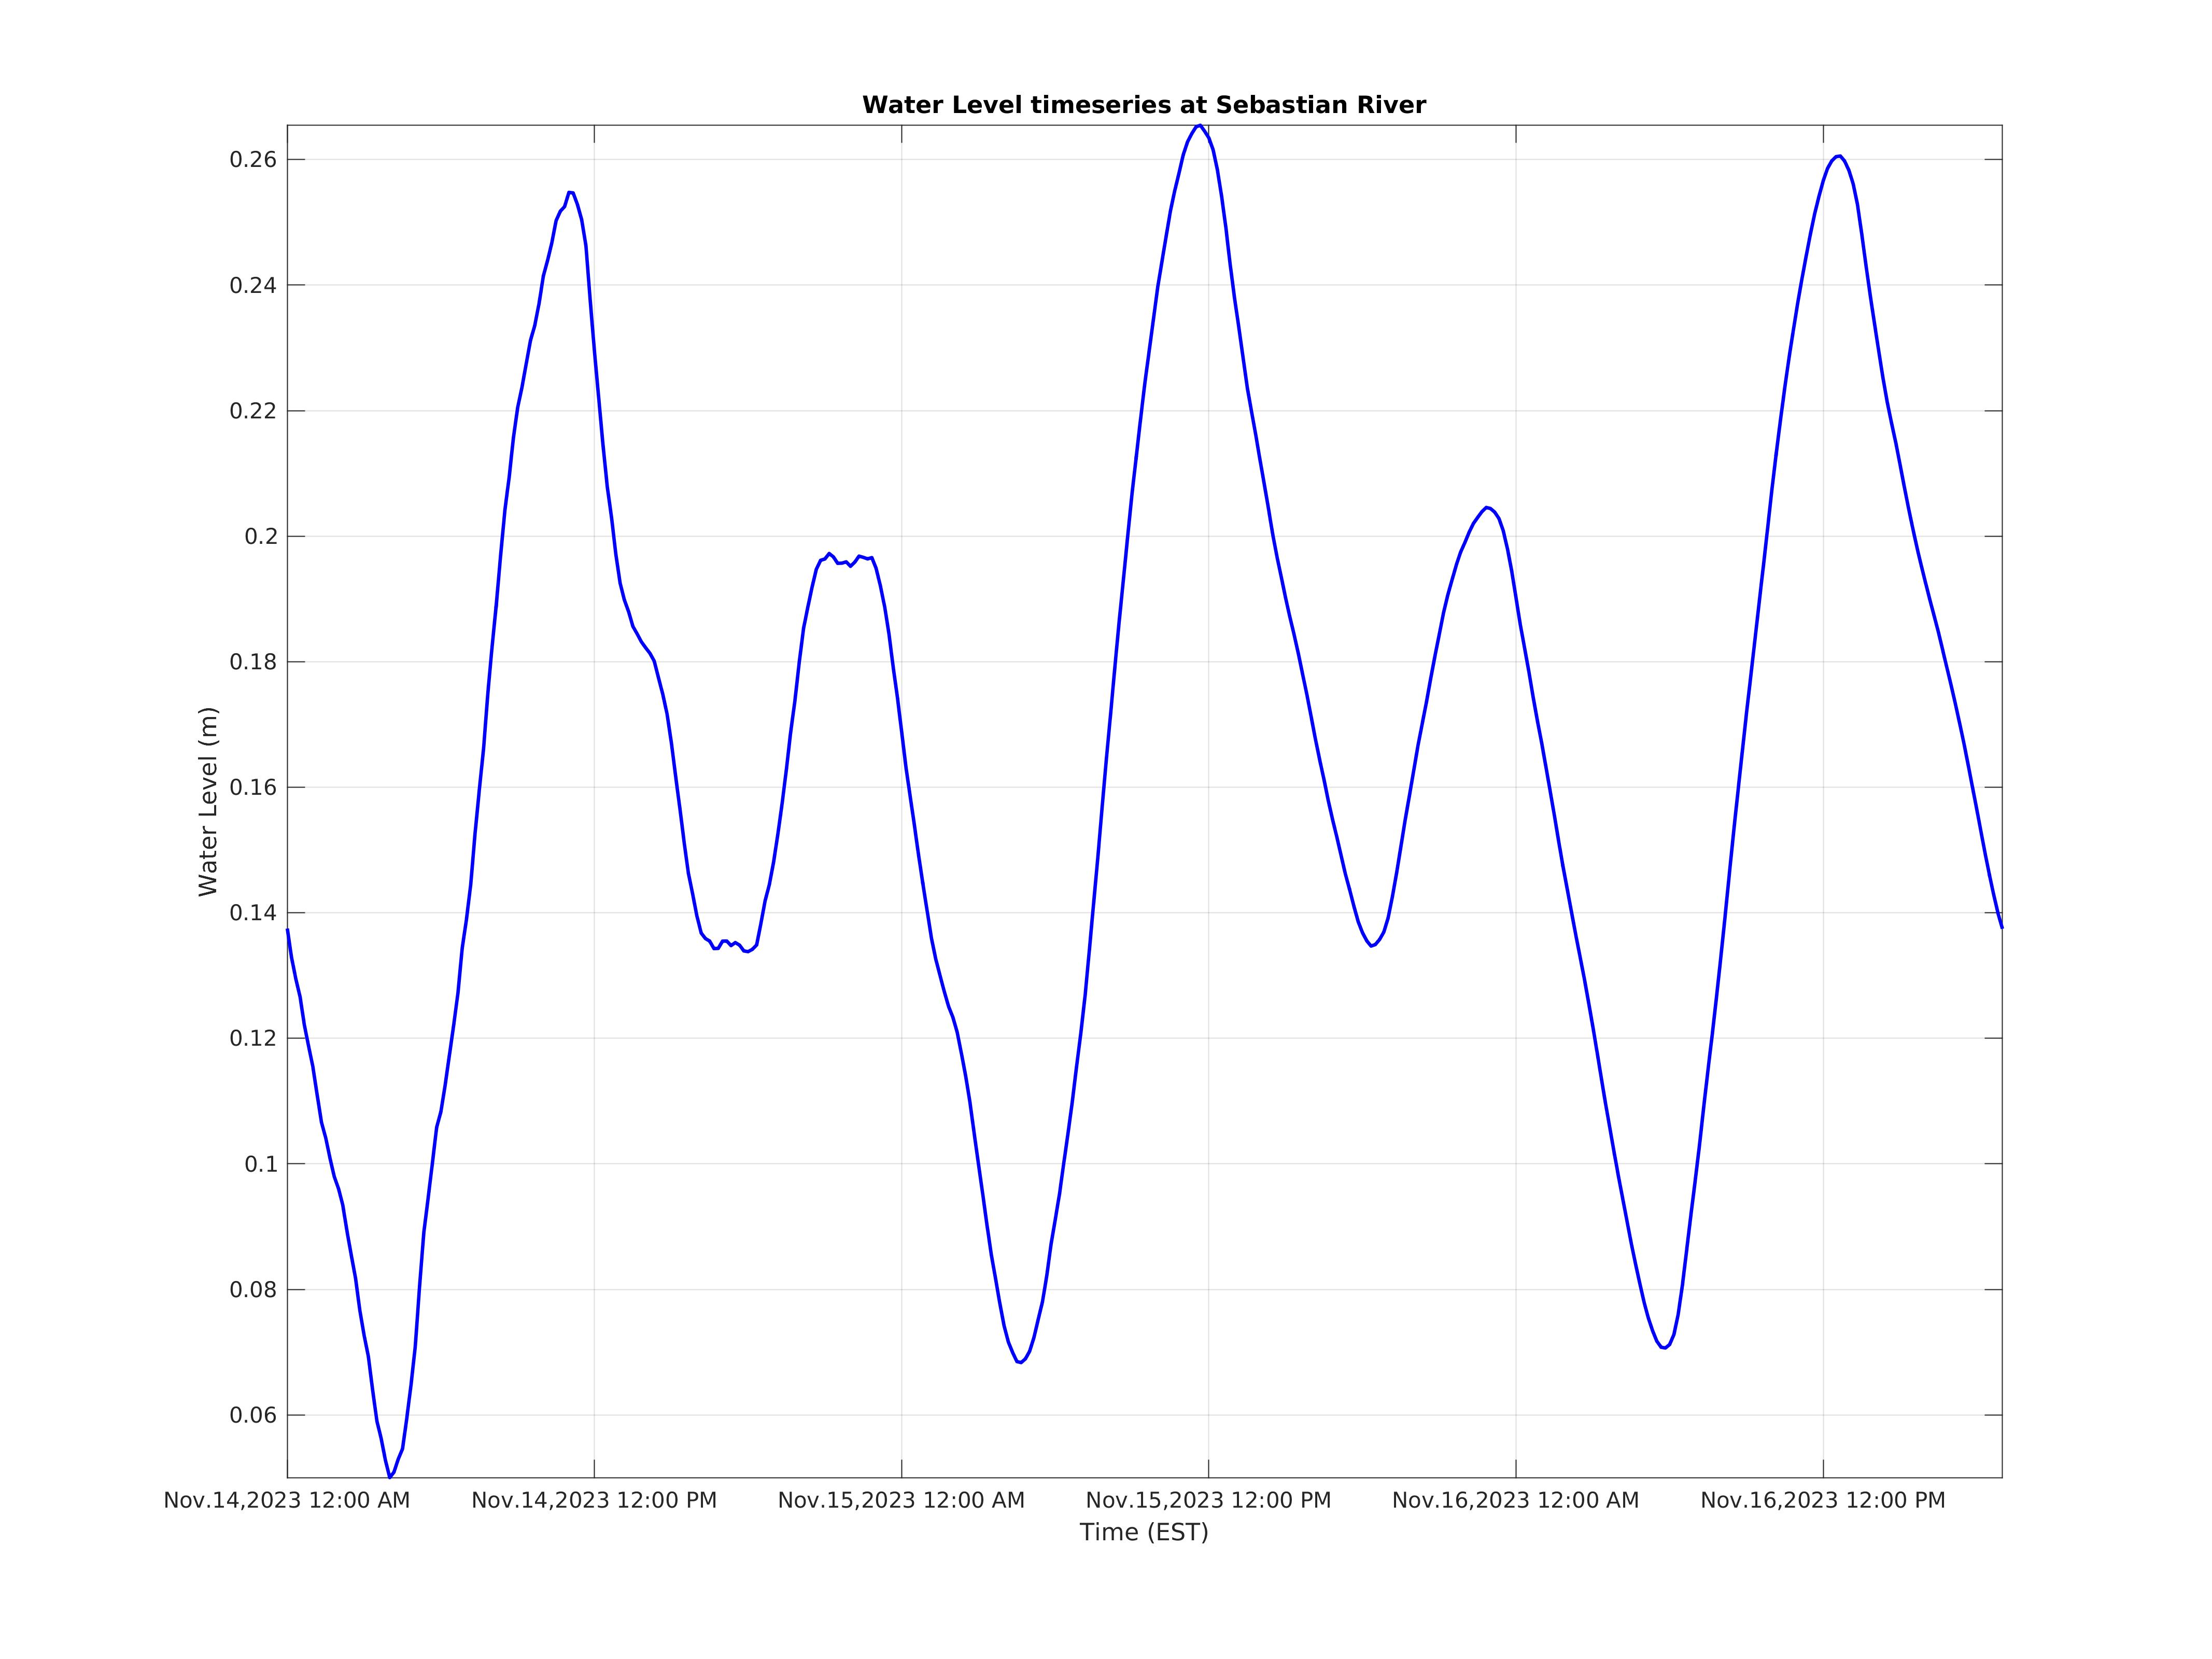 Water Level timeseries at Sebastian River
0.26
0.24
0.22
0.2
0.18
0.16
0.14
0.12
0.1
0.08
0.06
Water Level (m)
Nov.14,2023 12:00 AM Nov.14,2023 12:00 PM Nov.15,2023 12:00 AM Nov.15,2023 12:00 PM Nov.16,2023 12:00 AM Nov.16,2023 12:00 PM
Time (EST)